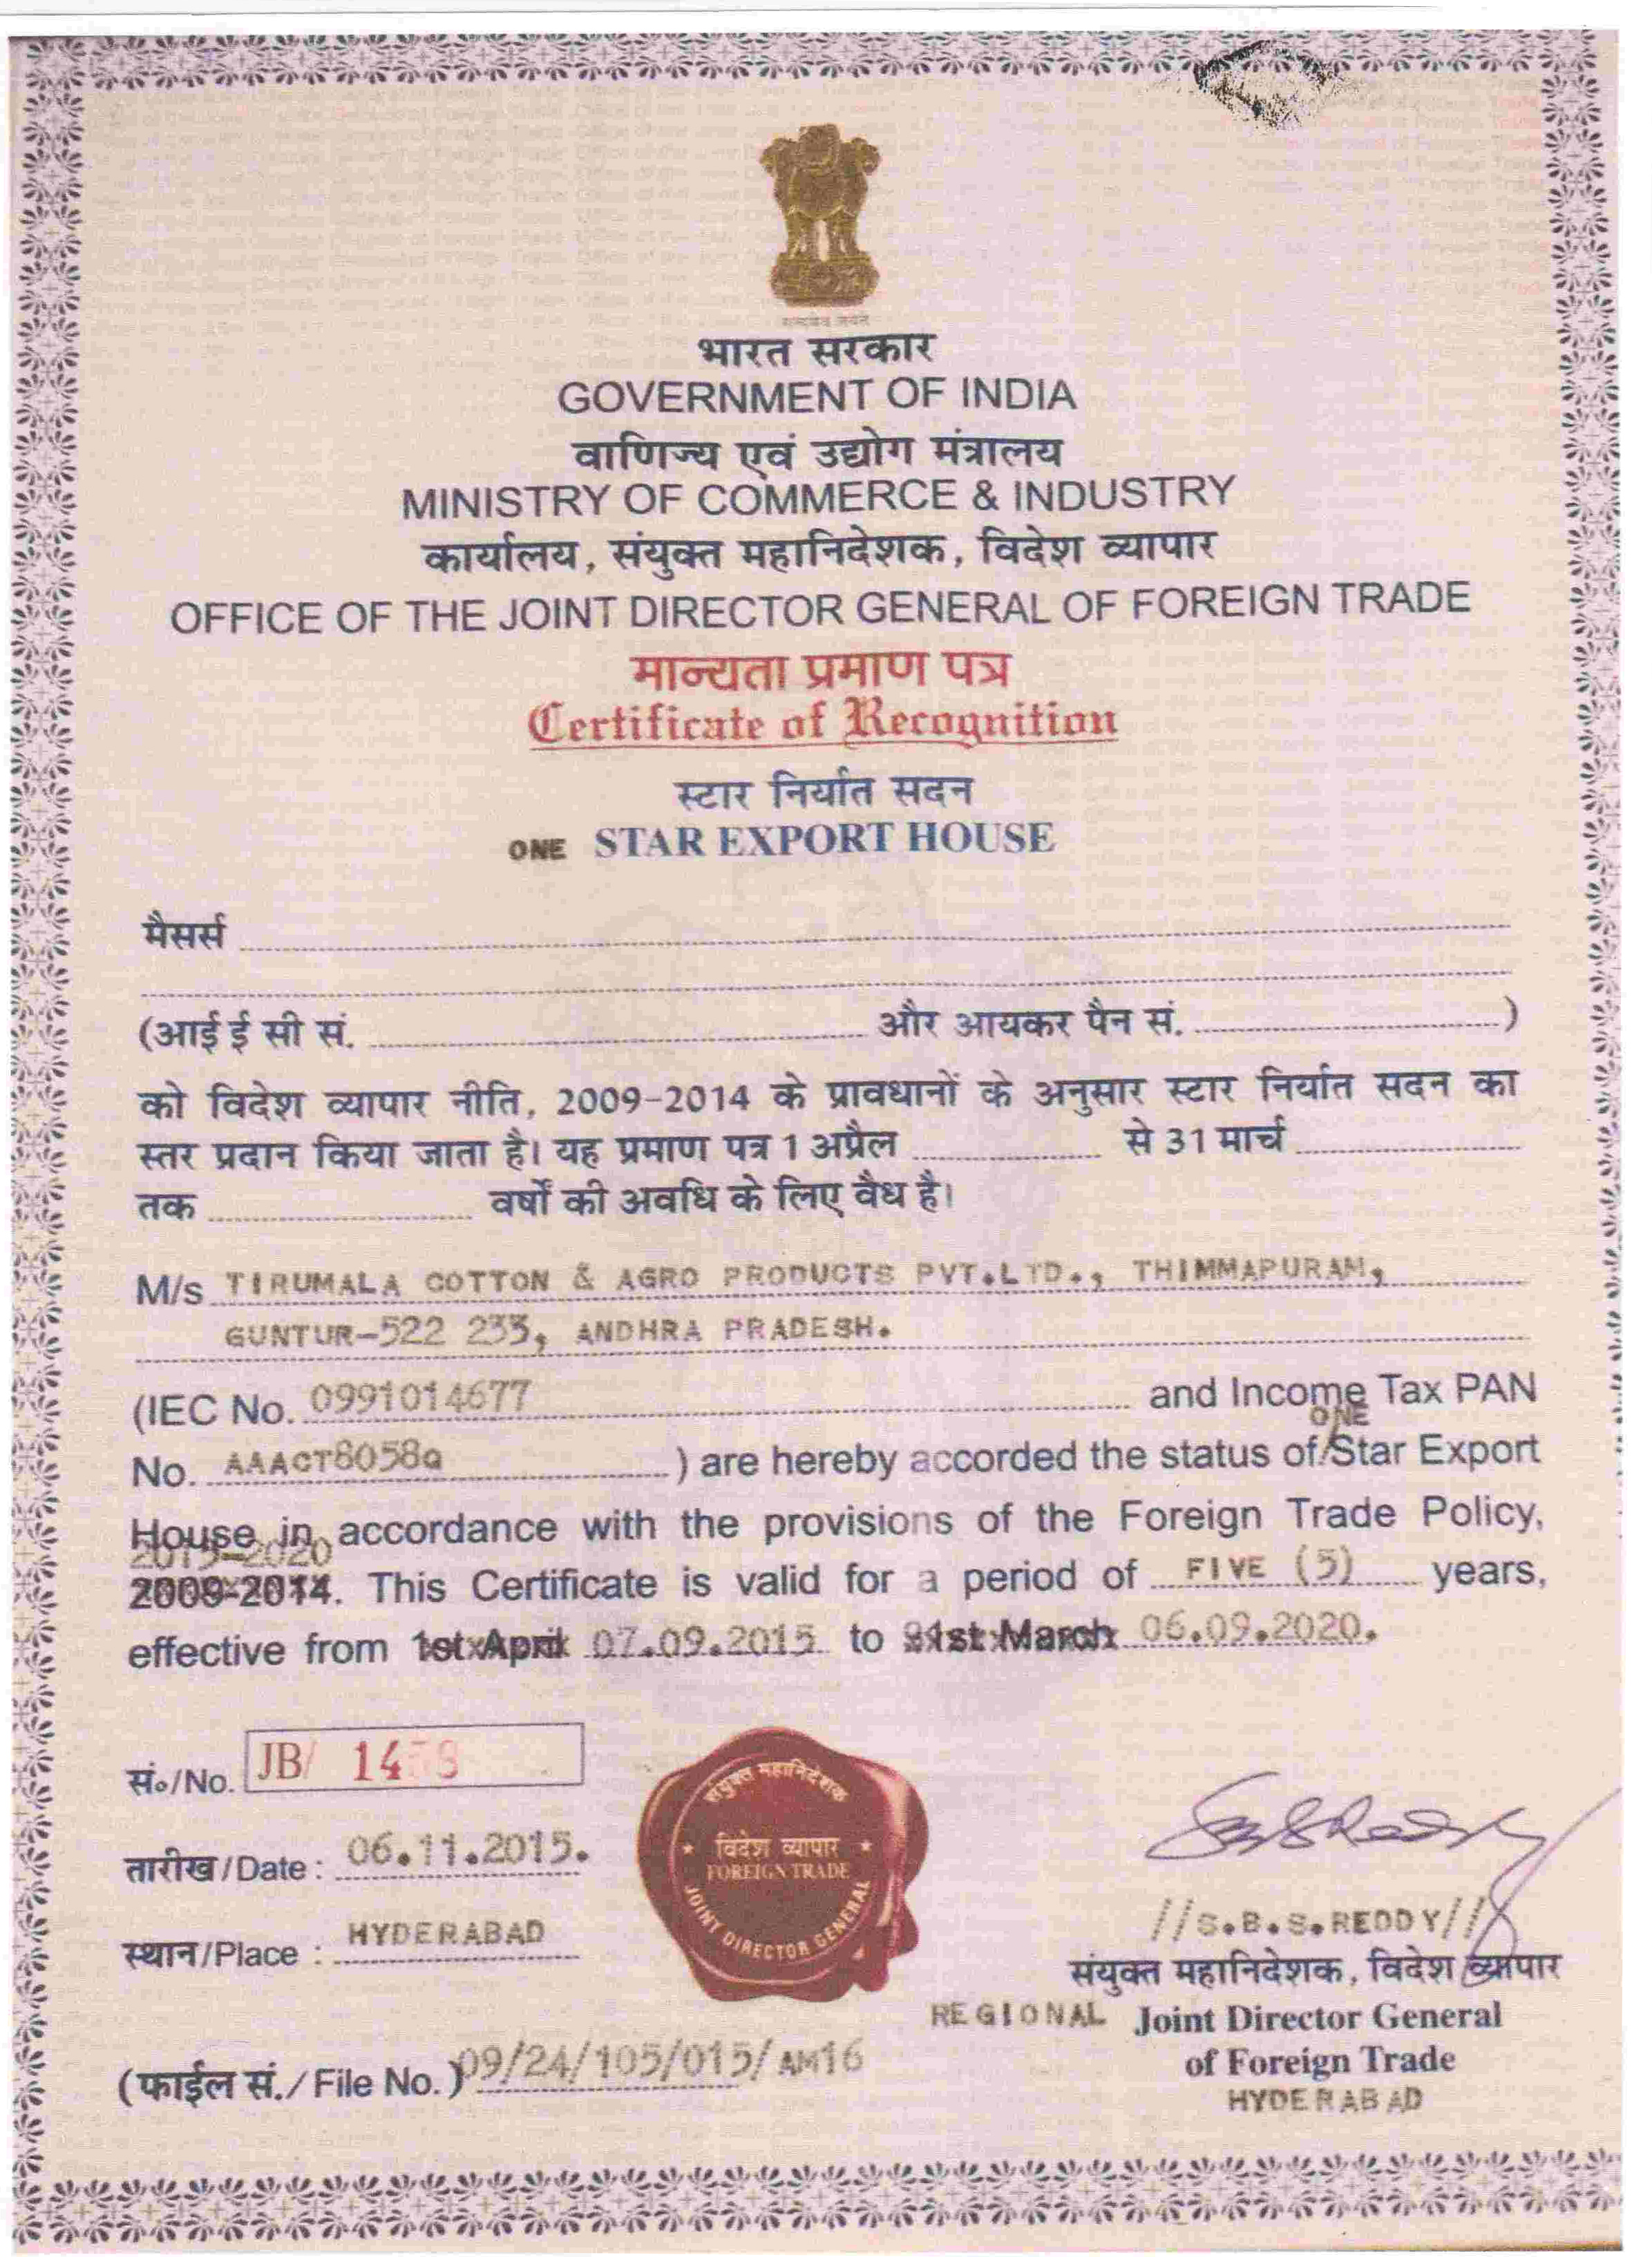 सत्यमेव जयते
भारत सरकार
GOVERNMENT OF INDIA
वाणिज्य एवं उद्योग मंत्रालय
MINISTRY OF COMMERCE & INDUSTRY
कार्यालय, संयुक्त महानिदेशक, विदेश व्यापार
OFFICE OF THE JOINT DIRECTOR GENERAL OF FOREIGN TRADE
मान्यता प्रमाण पत्र
Certificate of Recognition
स्टार निर्यात सदन
ONE STAR EXPORT HOUSE
मैसर्स
(आई ई सी सं. और आयकर पैन सं. )
को विदेश व्यापार नीति, 2009-2014 के प्रावधानों के अनुसार स्टार निर्यात सदन का
स्तर प्रदान किया जाता है। यह प्रमाण पत्र 1 अप्रैल से 31 मार्च
तक वर्षों की अवधि के लिए वैध है।
M/s TIRUMALA COTTON & AGRO PRODUCTS PVT.LTD., THIMMAPURAM,
GUNTUR-522 233, ANDHRA PRADESH.
(IEC No. 0991014677 and Income Tax PAN
ONE
No. AAACT8058Q ) are hereby accorded the status of/Star Export
House in accordance with the provisions of the Foreign Trade Policy,
2015-2020
2009-2014. This Certificate is valid for a period of FIVE (5) years,
effective from 1st April 07.09.2015 to 31st March 06.09.2020.
सं०/No. JB/
तारीख/Date : 06.11.2015.
स्थान/Place : HYDERABAD
(फाईल सं./File No.) 09/24/105/015/AM16
संयुक्त महानिदेशक
विदेश व्यापार
FOREIGN TRADE
JOINT DIRECTOR GENERAL
//S.B.S.REDDY//
संयुक्त महानिदेशक, विदेश व्यापार
REGIONAL Joint Director General
of Foreign Trade
HYDERABAD